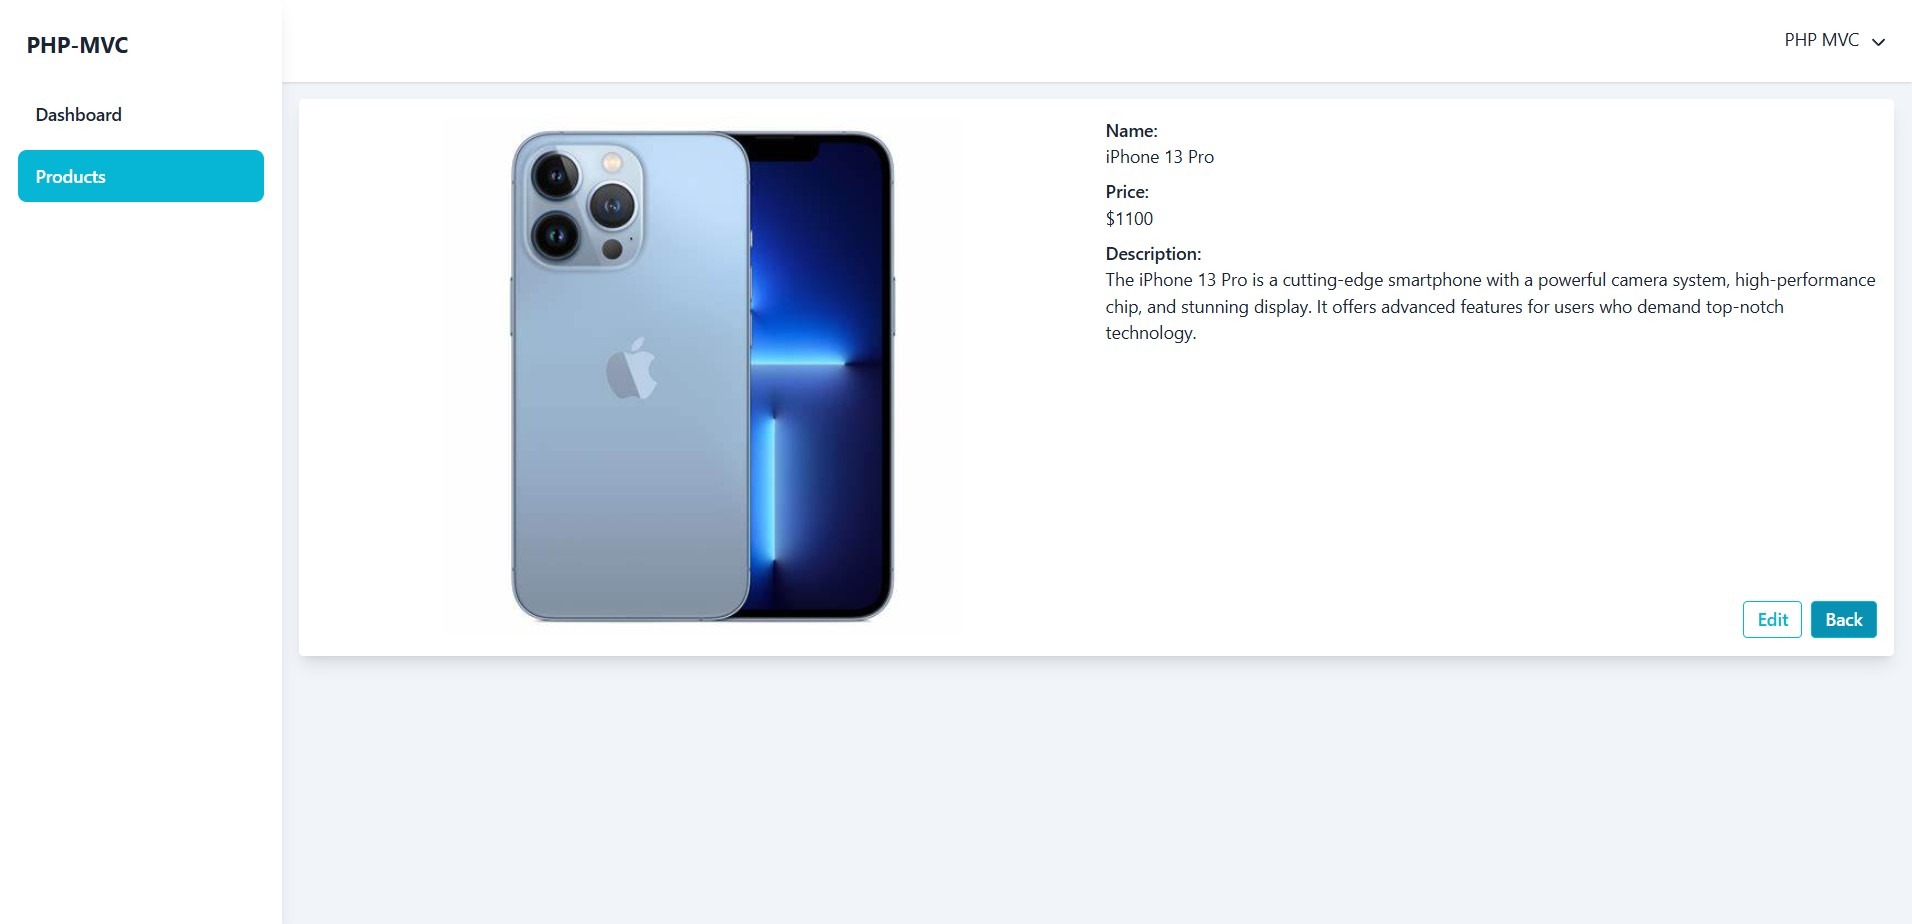 PHP-MVC
PHP MVC
Dashboard
Products
Name:
iPhone 13 Pro
Price:
$1100
Description:
The iPhone 13 Pro is a cutting-edge smartphone with a powerful camera system, high-performance
chip, and stunning display. It offers advanced features for users who demand top-notch
technology.
Edit
Back